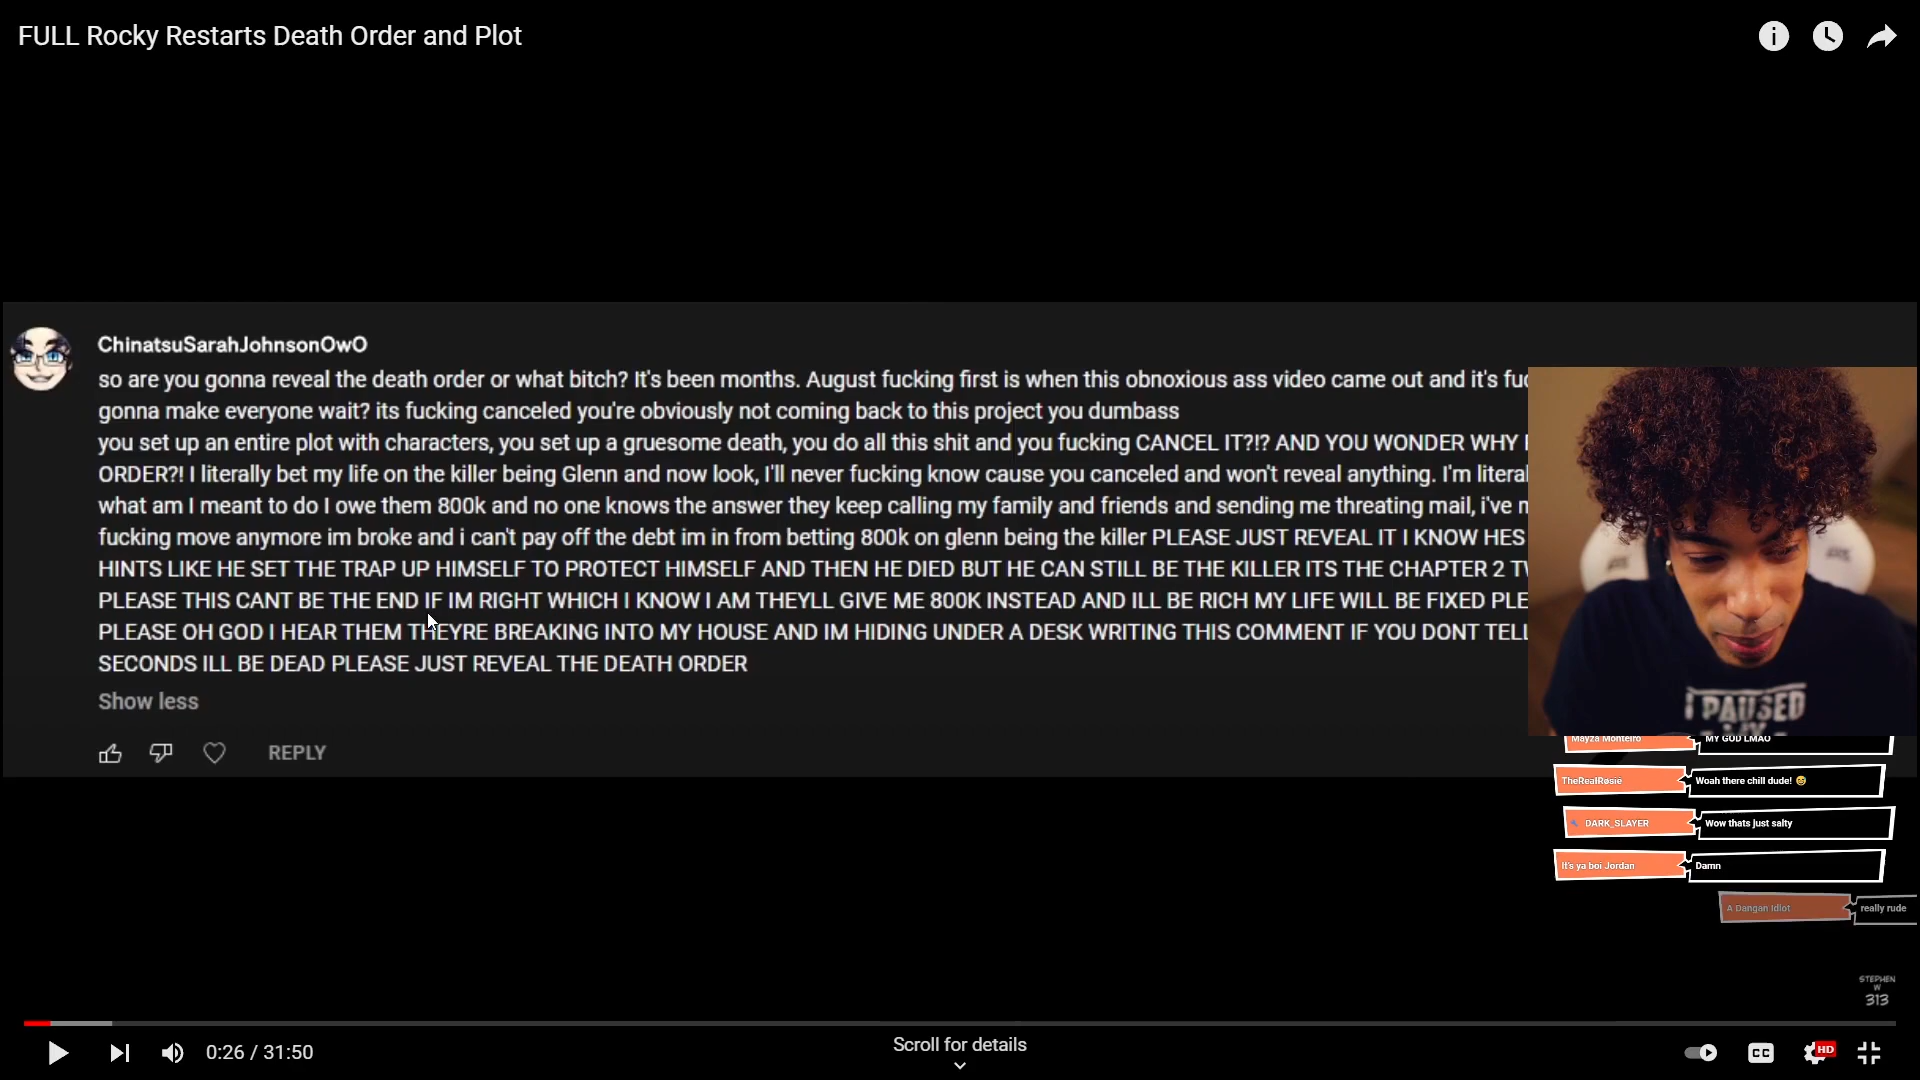 FULL Rocky Restarts Death Order and Plot
ChinatsuSarahJohnsonOwO
so are you gonna reveal the death order or what bitch? It's been months. August fucking first is when this obnoxious ass video came out and it's fuc
gonna make everyone wait? its fucking canceled you're obviously not coming back to this project you dumbass
you set up an entire plot with characters, you set up a gruesome death, you do all this shit and you fucking CANCEL IT?!? AND YOU WONDER WHY
ORDER?! I literally bet my life on the killer being Glenn and now look, I'll never fucking know cause you canceled and won't reveal anything. I'm literal
what am I meant to do I owe them 800k and no one knows the answer they keep calling my family and friends and sending me threating mail, i've
fucking move anymore im broke and i can't pay off the debt im in from betting 800k on glenn being the killer PLEASE JUST REVEAL IT I KNOW HES
HINTS LIKE HE SET THE TRAP UP HIMSELF TO PROTECT HIMSELF AND THEN HE DIED BUT HE CAN STILL BE THE KILLER ITS THE CHAPTER 2
PLEASE THIS CANT BE THE END IF IM RIGHT WHICH I KNOW I AM THEYLL GIVE ME 800K INSTEAD AND ILL BE RICH MY LIFE WILL BE FIXED PLE
PLEASE OH GOD I HEAR THEM THEYRE BREAKING INTO MY HOUSE AND IM HIDING UNDER A DESK WRITING THIS COMMENT IF YOU DONT TELL
SECONDS ILL BE DEAD PLEASE JUST REVEAL THE DEATH ORDER
Show less
REPLY
I PAUSED
MY
Mayza Monteiro MY GOD LMAO
TheRealRosie Woah there chill dude!
DARK_SLAYER Wow thats just salty
It's ya boi Jordan Damn
A Dangan Idiot really rude
STEPHEN
W
313
0:26 / 31:50
Scroll for details
CC
HD